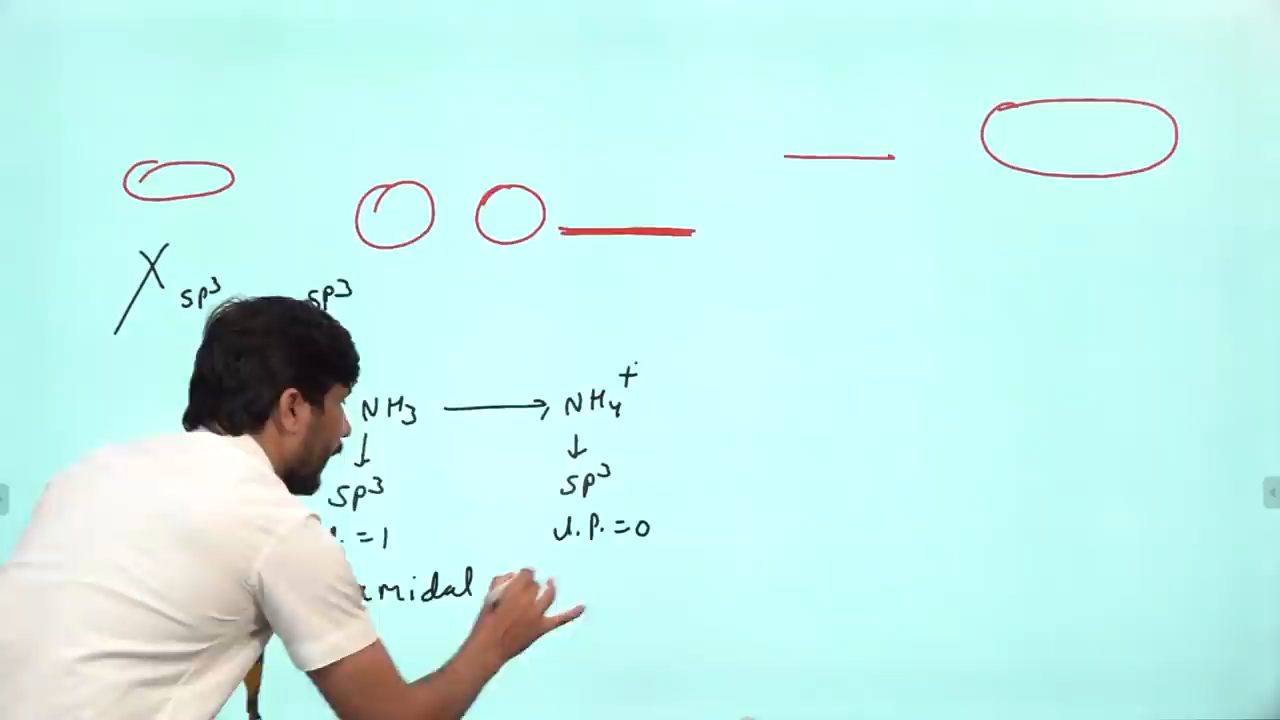 X
sp³ sp³
NH₃ ⟶ NH₄⁺
↓ ↓
sp³ sp³
= 1 U.P. = 0
amidal